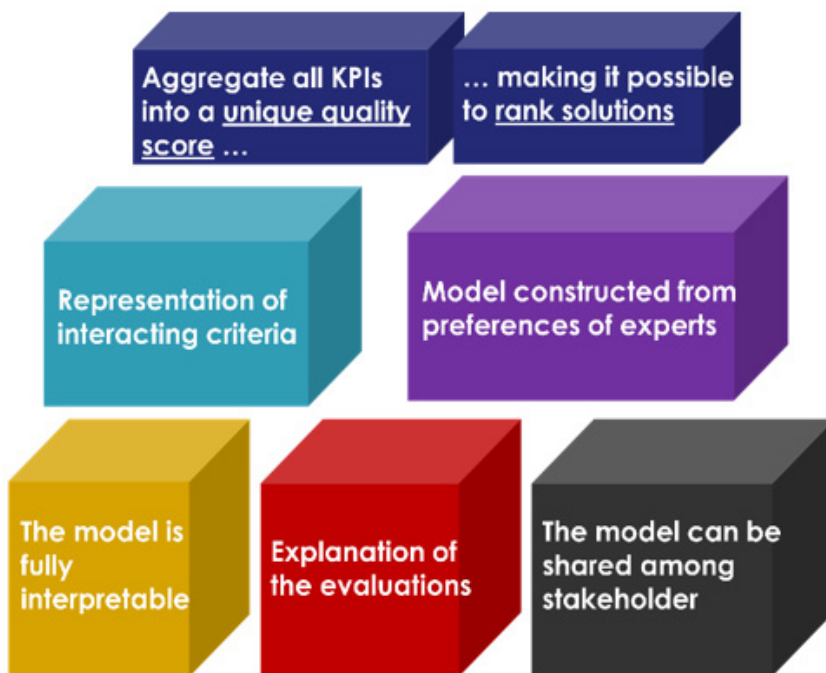 Aggregate all KPIs
into a unique quality
score ...
... making it possible
to rank solutions
Representation of
interacting criteria
Model constructed from
preferences of experts
The model is
fully
interpretable
Explanation of
the evaluations
The model can be
shared among
stakeholder